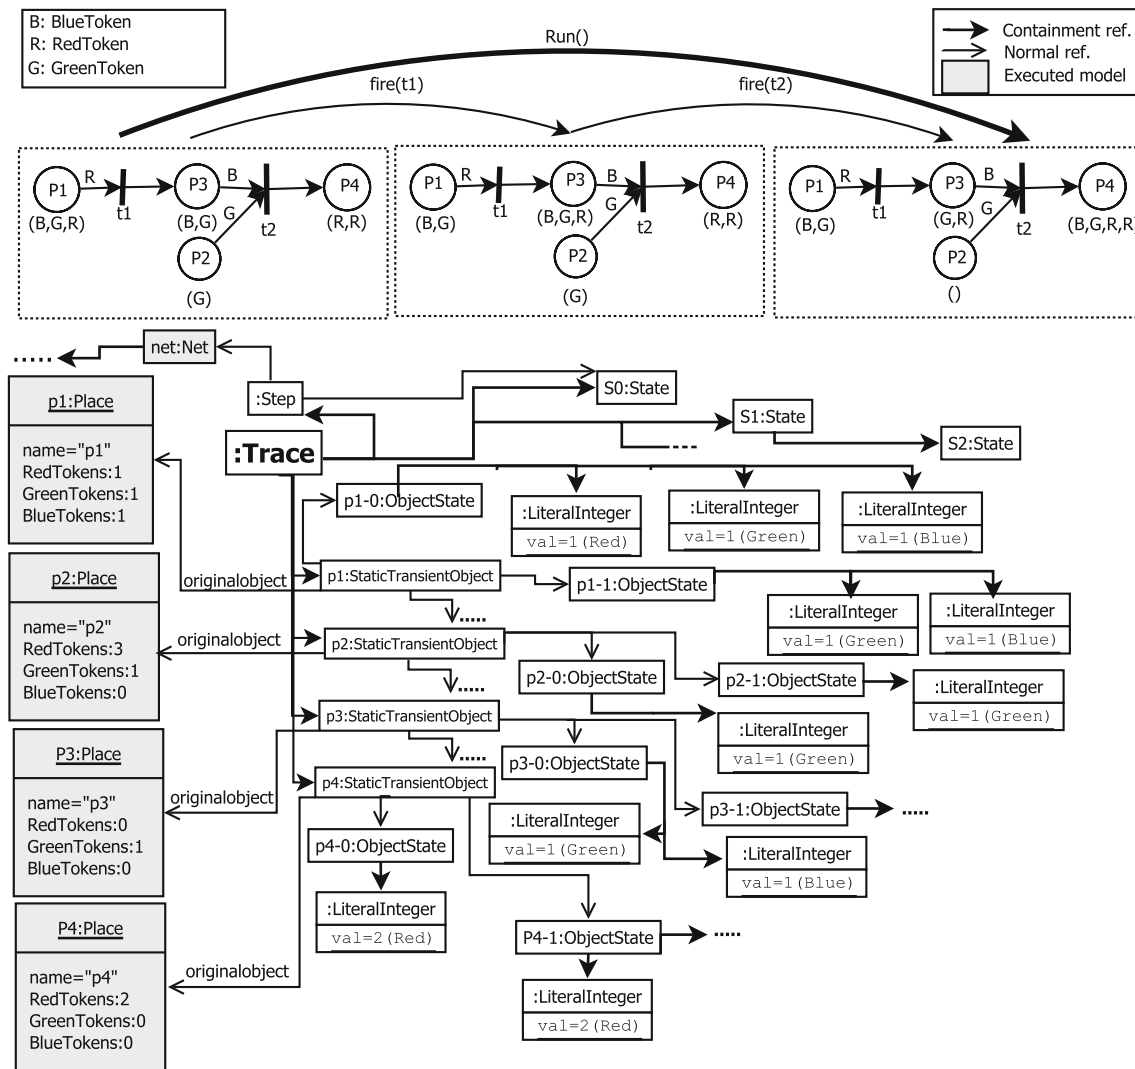 B: BlueToken
R: RedToken
G: GreenToken
Run()
fire(t1)
fire(t2)
Containment ref.
Normal ref.
Executed model
P1
R
t1
P3
B
G
t2
P4
(B,G,R)
(B,G)
(R,R)
P2
(G)
P1
R
t1
P3
B
G
t2
P4
(B,G)
(B,G,R)
(R,R)
P2
(G)
P1
R
t1
P3
B
G
t2
P4
(B,G)
(G,R)
(B,G,R,R
P2
()
.....
net:Net
:Step
S0:State
S1:State
S2:State
:Trace
p1:Place
name="p1"
RedTokens:1
GreenTokens:1
BlueTokens:1
p1-0:ObjectState
:LiteralInteger
val=1(Red)
:LiteralInteger
val=1(Green)
:LiteralInteger
val=1(Blue)
originalobject
p1:StaticTransientObject
p1-1:ObjectState
:LiteralInteger
val=1(Green)
:LiteralInteger
val=1(Blue)
.....
p2:Place
name="p2"
RedTokens:3
GreenTokens:1
BlueTokens:0
originalobject
p2:StaticTransientObject
p2-0:ObjectState
p2-1:ObjectState
:LiteralInteger
val=1(Green)
:LiteralInteger
val=1(Green)
.....
P3:Place
name="p3"
RedTokens:0
GreenTokens:1
BlueTokens:0
originalobject
p3:StaticTransientObject
p3-0:ObjectState
p3-1:ObjectState
.....
:LiteralInteger
val=1(Green)
:LiteralInteger
val=1(Blue)
.....
p4:StaticTransientObject
p4-0:ObjectState
:LiteralInteger
val=2(Red)
P4-1:ObjectState
.....
:LiteralInteger
val=2(Red)
P4:Place
name="p4"
RedTokens:2
GreenTokens:0
BlueTokens:0
originalobject